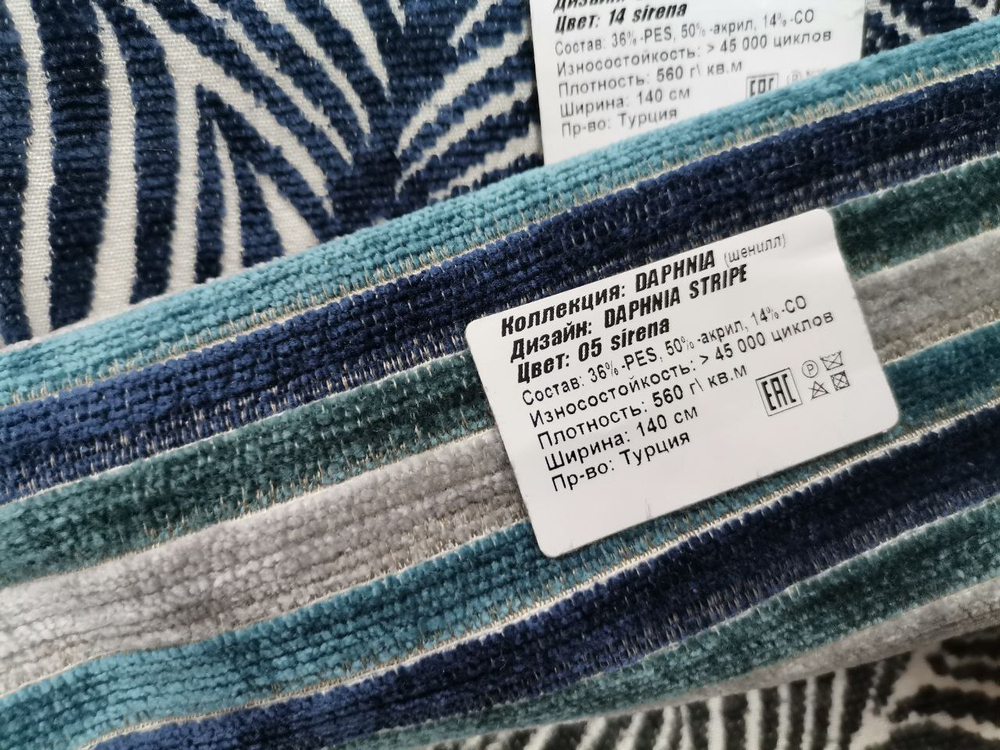 Цвет: 14 sirena
Состав: 36%-PES, 50%-акрил, 14%-CO
Износостойкость: > 45 000 циклов
Плотность: 560 г\ кв.м
Ширина: 140 см
Пр-во: Турция
EAC
Коллекция: DAPHNIA (шенилл)
Дизайн: DAPHNIA STRIPE
Цвет: 05 sirena
Состав: 36%-PES, 50%-акрил, 14%-CO
Износостойкость: > 45 000 циклов
Плотность: 560 г\ кв.м
Ширина: 140 см
Пр-во: Турция
EAC
P